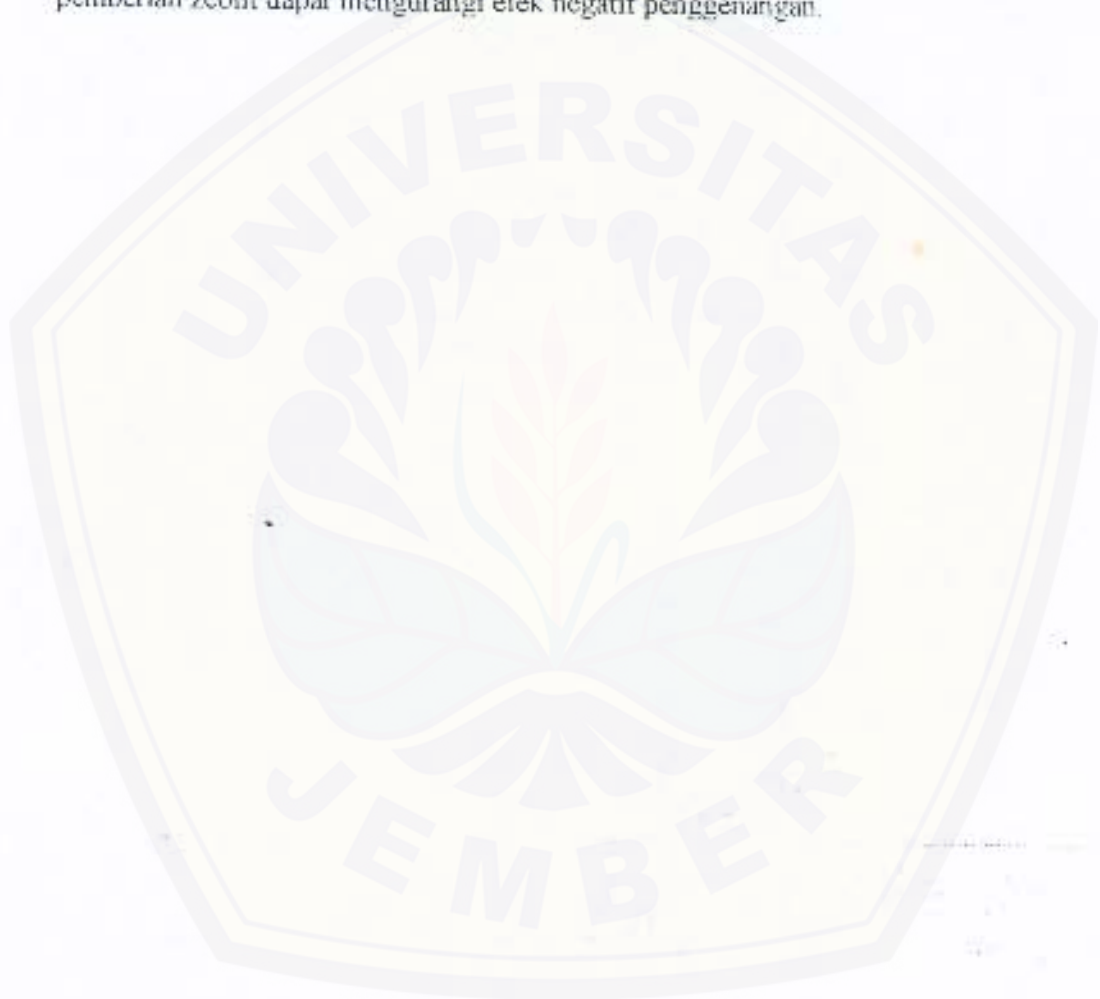 pemberian zeolit dapat mengurangi efek negatif penggenangan.
UNIVERSITAS
JEMBER